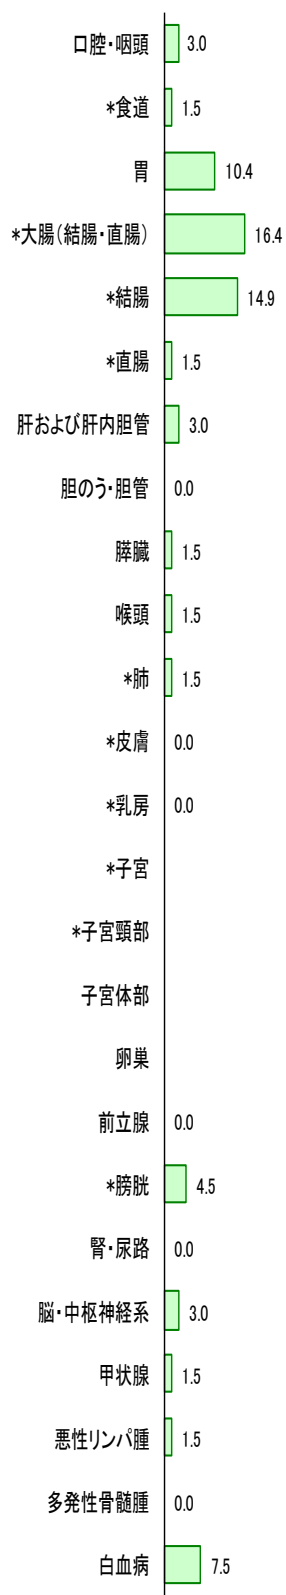 口腔・咽頭 3.0
*食道 1.5
胃 10.4
*大腸（結腸・直腸） 16.4
*結腸 14.9
*直腸 1.5
肝および肝内胆管 3.0
胆のう・胆管 0.0
膵臓 1.5
喉頭 1.5
*肺 1.5
*皮膚 0.0
*乳房 0.0
*子宮
*子宮頸部
子宮体部
卵巣
前立腺 0.0
*膀胱 4.5
腎・尿路 0.0
脳・中枢神経系 3.0
甲状腺 1.5
悪性リンパ腫 1.5
多発性骨髄腫 0.0
白血病 7.5